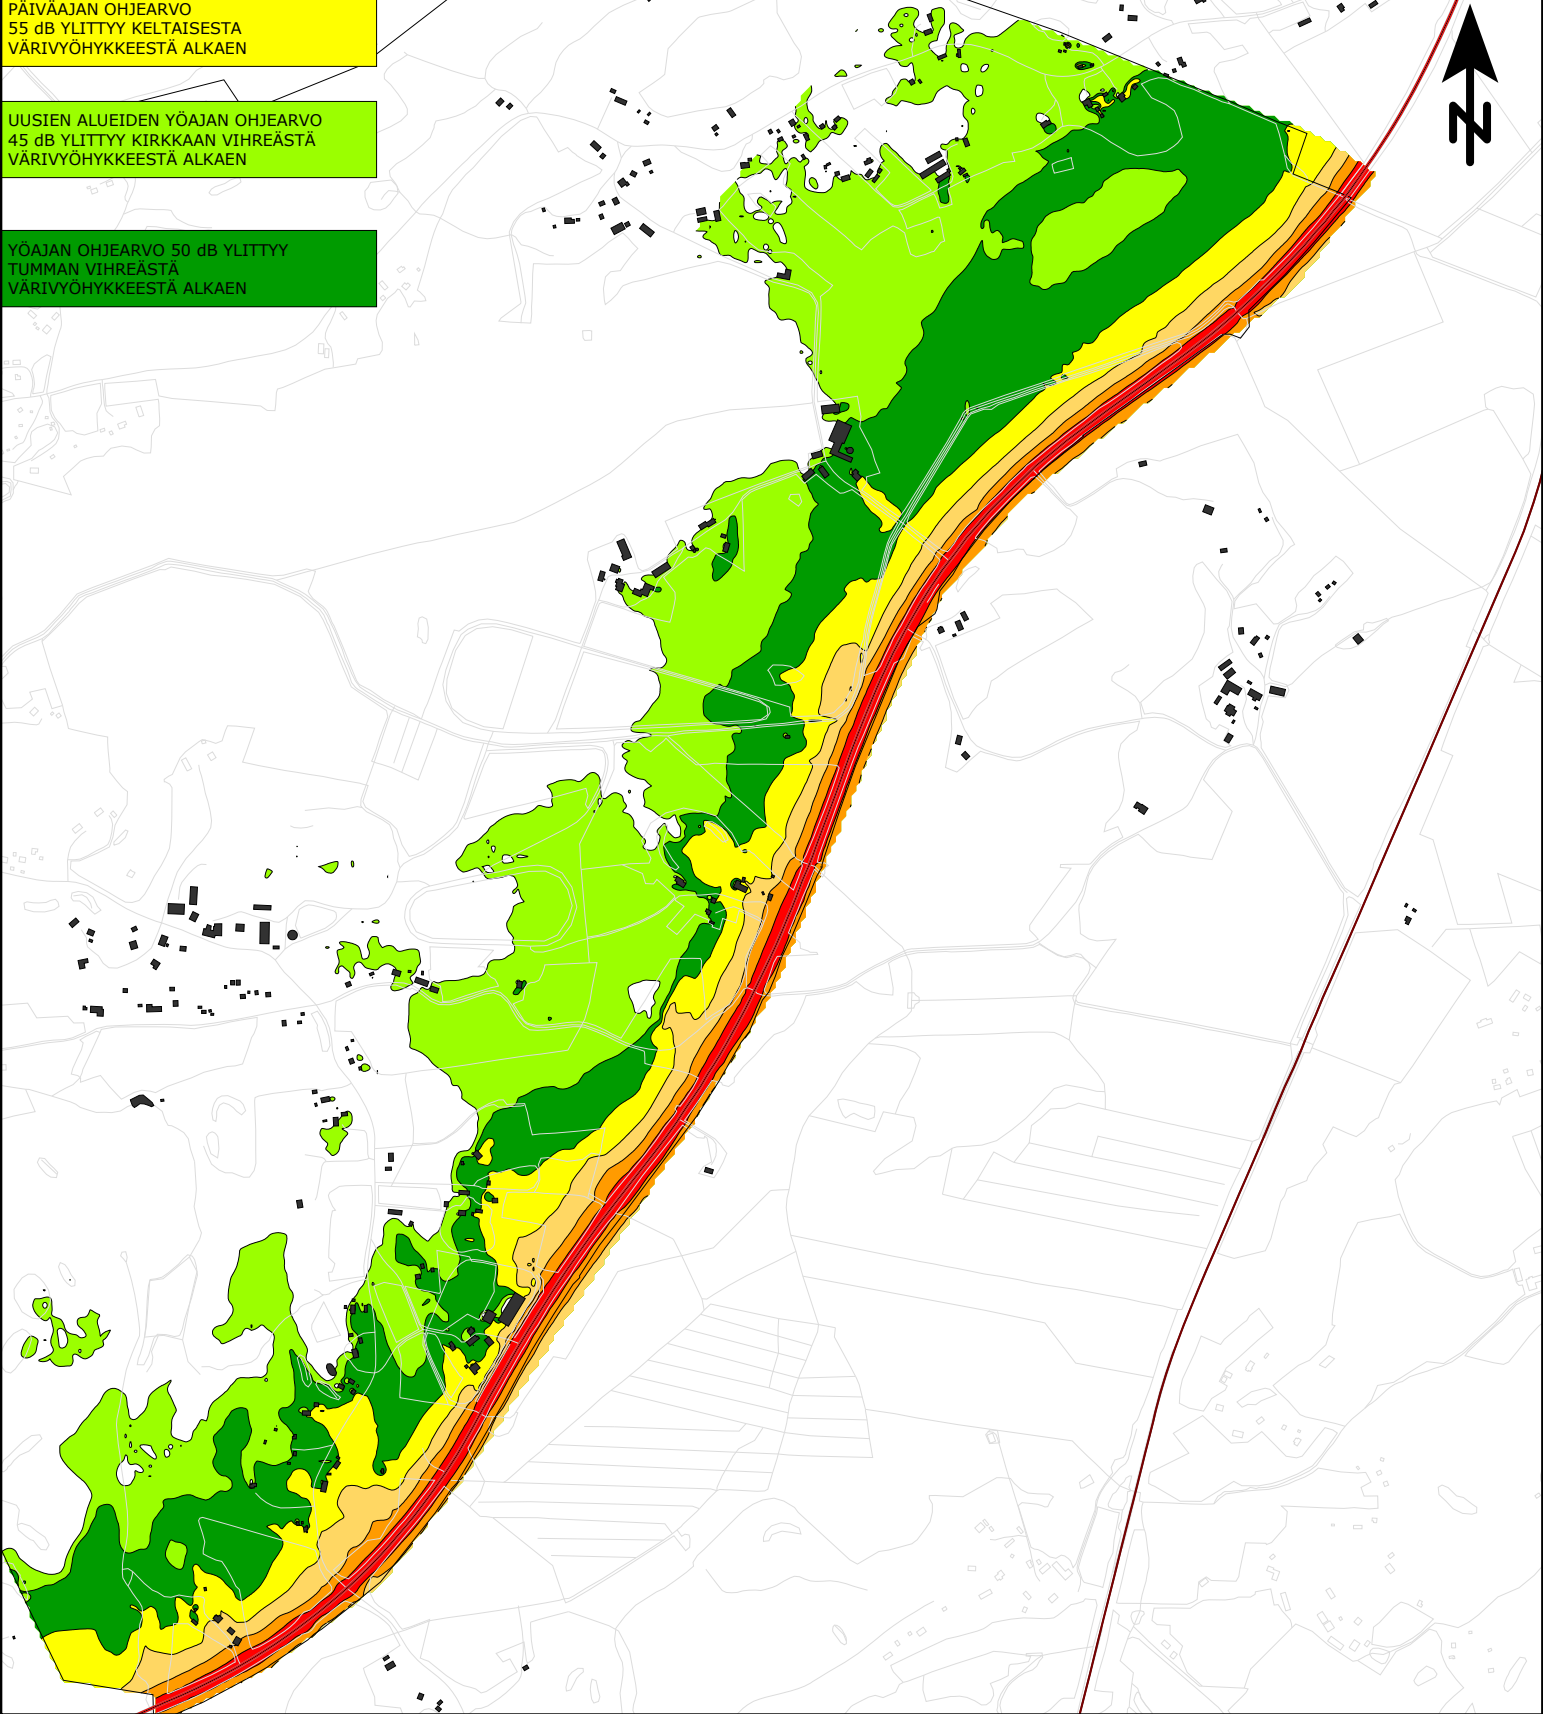 PÄIVÄAJAN OHJEARVO
55 dB YLITTYY KELTAISESTA
VÄRIVYÖHYKKEESTÄ ALKAEN
UUSIEN ALUEIDEN YÖAJAN OHJEARVO
45 dB YLITTYY KIRKKAAN VIHREÄSTÄ
VÄRIVYÖHYKKEESTÄ ALKAEN
YÖAJAN OHJEARVO 50 dB YLITTYY
TUMMAN VIHREÄSTÄ
VÄRIVYÖHYKKEESTÄ ALKAEN
N